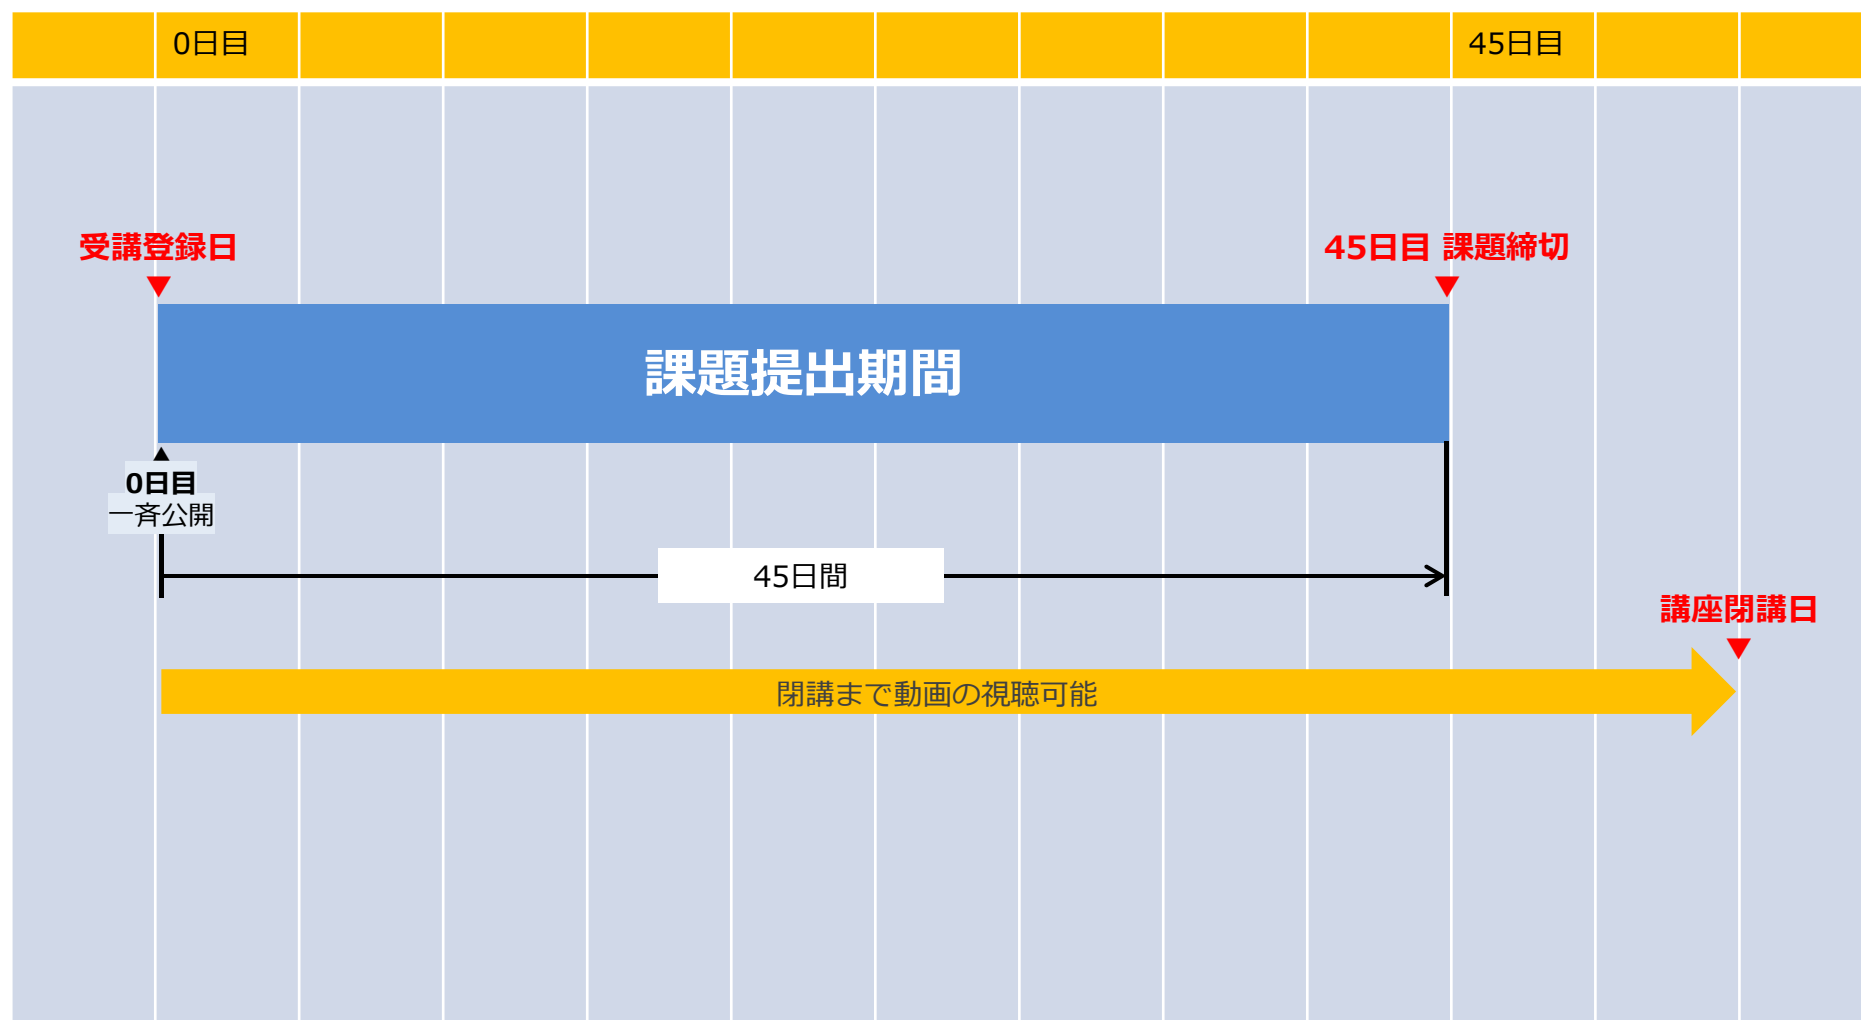 0日目
45日目
受講登録日
45日目 課題締切
課題提出期間
0日目
一斉公開
45日間
講座閉講日
閉講まで動画の視聴可能